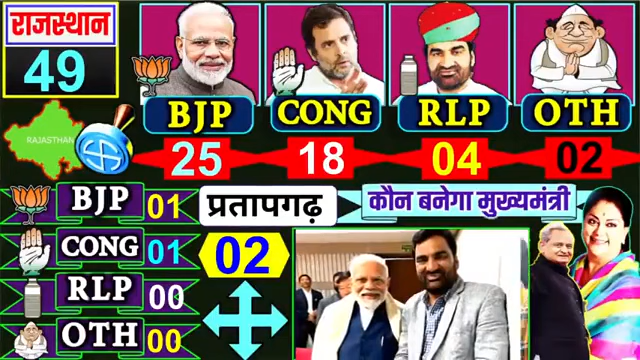 राजस्थान
49
BJP
CONG
RLP
OTH
25
18
04
02
RAJASTHAN
BJP 01
प्रतापगढ़
कौन बनेगा मुख्यमंत्री
CONG 01
02
RLP 00
OTH 00